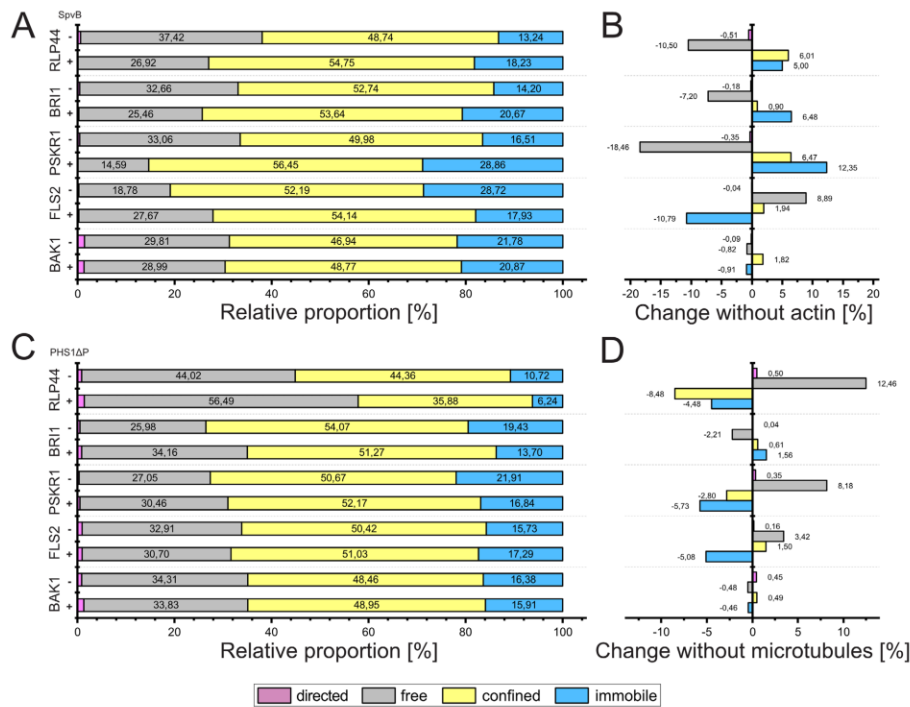 A
SpvB
B
RLP44
- 37,42 48,74 13,24
+ 26,92 54,75 18,23
BRI1
- 32,66 52,74 14,20
+ 25,46 53,64 20,67
PSKR1
- 33,06 49,98 16,51
+ 14,59 56,45 28,86
FLS2
- 18,78 52,19 28,72
+ 27,67 54,14 17,93
BAK1
- 29,81 46,94 21,78
+ 28,99 48,77 20,87
0 20 40 60 80 100
Relative proportion [%]
-0,51
-10,50
6,01
5,00
-0,18
-7,20
0,90
6,48
-0,35
-18,46
6,47
12,35
-0,04
8,89
1,94
-10,79
-0,09
-0,82
1,82
-0,91
-20 -15 -10 -5 0 5 10 15 20
Change without actin [%]
C
PHS1ΔP
D
RLP44
- 44,02 44,36 10,72
+ 56,49 35,88 6,24
BRI1
- 25,98 54,07 19,43
+ 34,16 51,27 13,70
PSKR1
- 27,05 50,67 21,91
+ 30,46 52,17 16,84
FLS2
- 32,91 50,42 15,73
+ 30,70 51,03 17,29
BAK1
- 34,31 48,46 16,38
+ 33,83 48,95 15,91
0 20 40 60 80 100
Relative proportion [%]
0,50
12,46
-8,48
-4,48
0,04
-2,21
0,61
1,56
0,35
8,18
-2,80
-5,73
0,16
3,42
1,50
-5,08
0,45
-0,48
0,49
-0,46
-10 -5 0 5 10
Change without microtubules [%]
directed free confined immobile